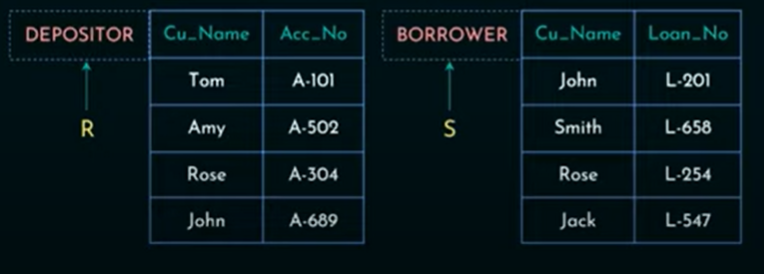 DEPOSITOR Cu_Name Acc_No
Tom A-101
R Amy A-502
Rose A-304
John A-689
BORROWER Cu_Name Loan_No
John L-201
S Smith L-658
Rose L-254
Jack L-547